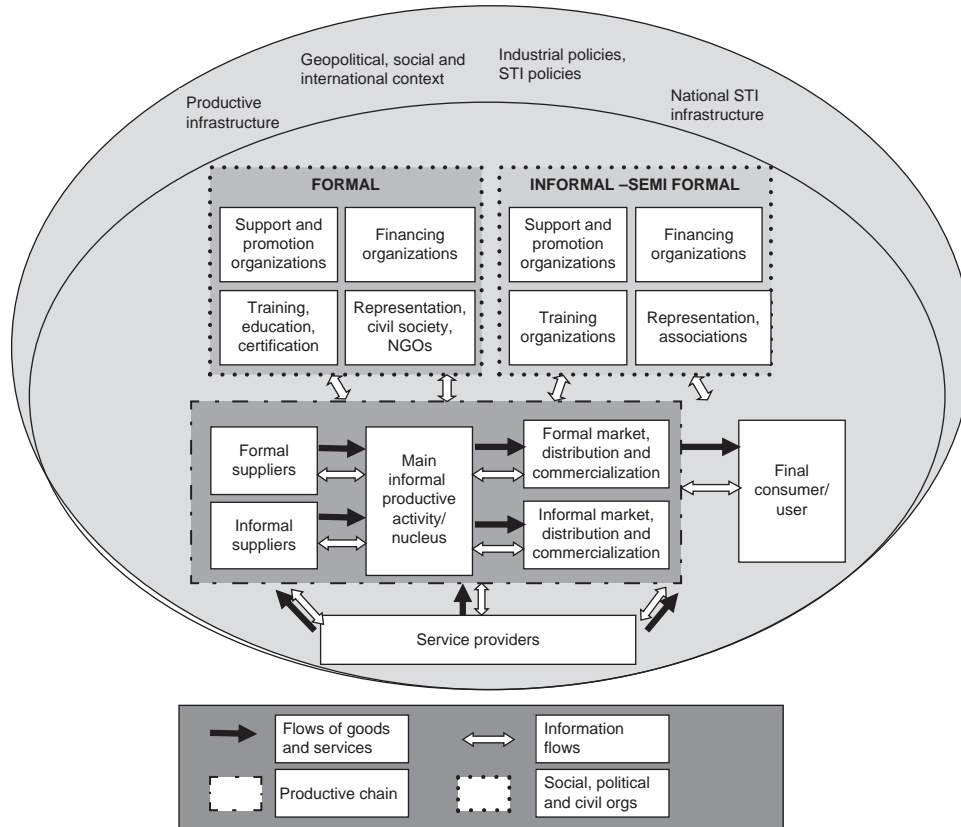 Geopolitical, social and
international context
Industrial policies,
STI policies
Productive
infrastructure
National STI
infrastructure
FORMAL
Support and
promotion
organizations
Financing
organizations
Training,
education,
certification
Representation,
civil society,
NGOs
INFORMAL –SEMI FORMAL
Support and
promotion
organizations
Financing
organizations
Training
organizations
Representation,
associations
Formal
suppliers
Informal
suppliers
Main
informal
productive
activity/
nucleus
Formal market,
distribution and
commercialization
Informal market,
distribution and
commercialization
Final
consumer/
user
Service providers
Flows of goods
and services
Information
flows
Productive chain
Social, political
and civil orgs